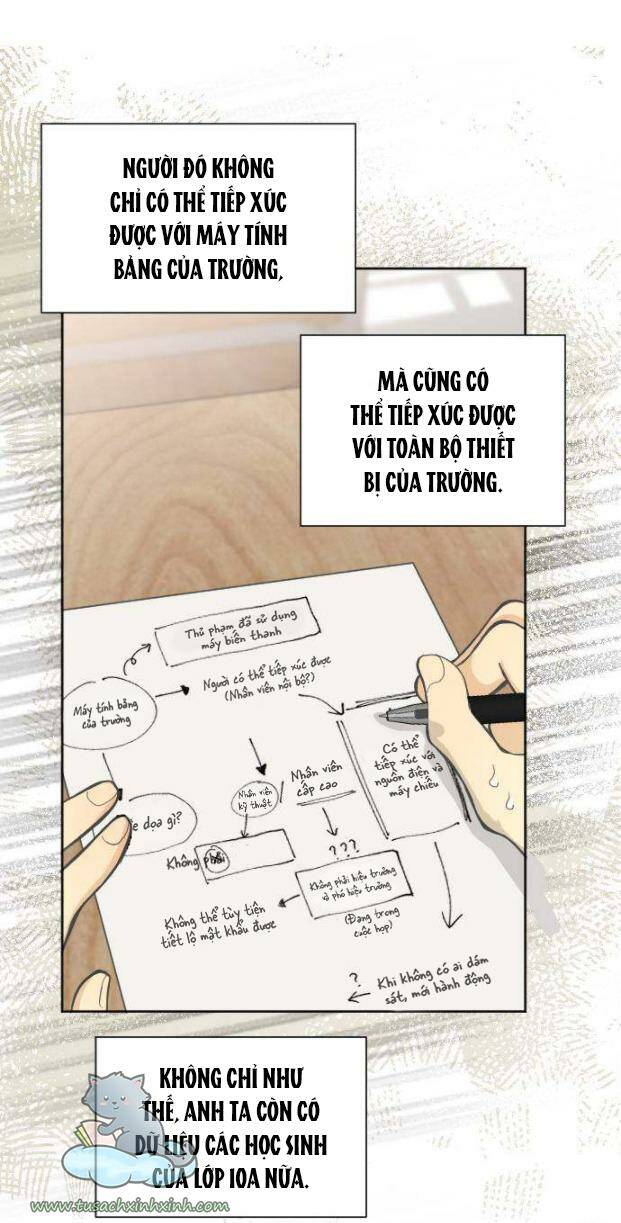 NGƯỜI ĐÓ KHÔNG
CHỈ CÓ THỂ TIẾP XÚC
ĐƯỢC VỚI MÁY TÍNH
BẢNG CỦA TRƯỜNG,
MÀ CŨNG CÓ
THỂ TIẾP XÚC ĐƯỢC
VỚI TOÀN BỘ THIẾT
BỊ CỦA TRƯỜNG.
Thủ phạm đã sử dụng
máy biến thanh
Người có thể tiếp xúc được
(Nhân viên nội bộ?)
Máy tính bảng
của trường
Có thể
tiếp xúc với
nguồn điện và
máy chiếu
Nhân viên
kỹ thuật
/ Nhân viên
cấp cao
e dọa gì?
Không phải
???
Không phải hiệu trưởng
và phó hiệu trưởng
(Đang trong
cuộc họp)
Không thể tùy tiện
tiết lộ mật khẩu được
?
Khi không có ai dám
sát, mới hành động
KHÔNG CHỈ NHƯ
THẾ, ANH TA CÒN CÓ
DỮ LIỆU CÁC HỌC SINH
CỦA LỚP 10A NỮA.
www.tusachxinhxinh.com